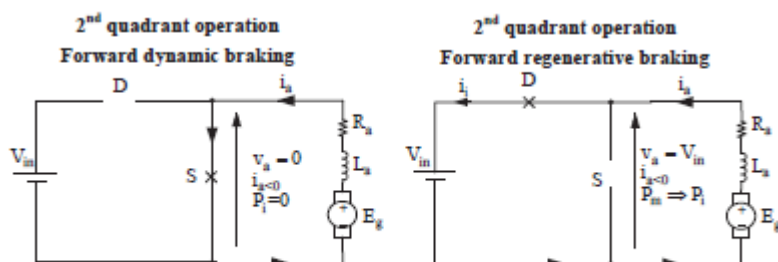 2nd quadrant operation
Forward dynamic braking
D
ia
Ra
Vin
va = 0
ia<0
Pi=0
La
S
Eg
2nd quadrant operation
Forward regenerative braking
ii
D
ia
Ra
Vin
va = Vin
ia<0
Pm ⇒ Pi
La
S
Eg